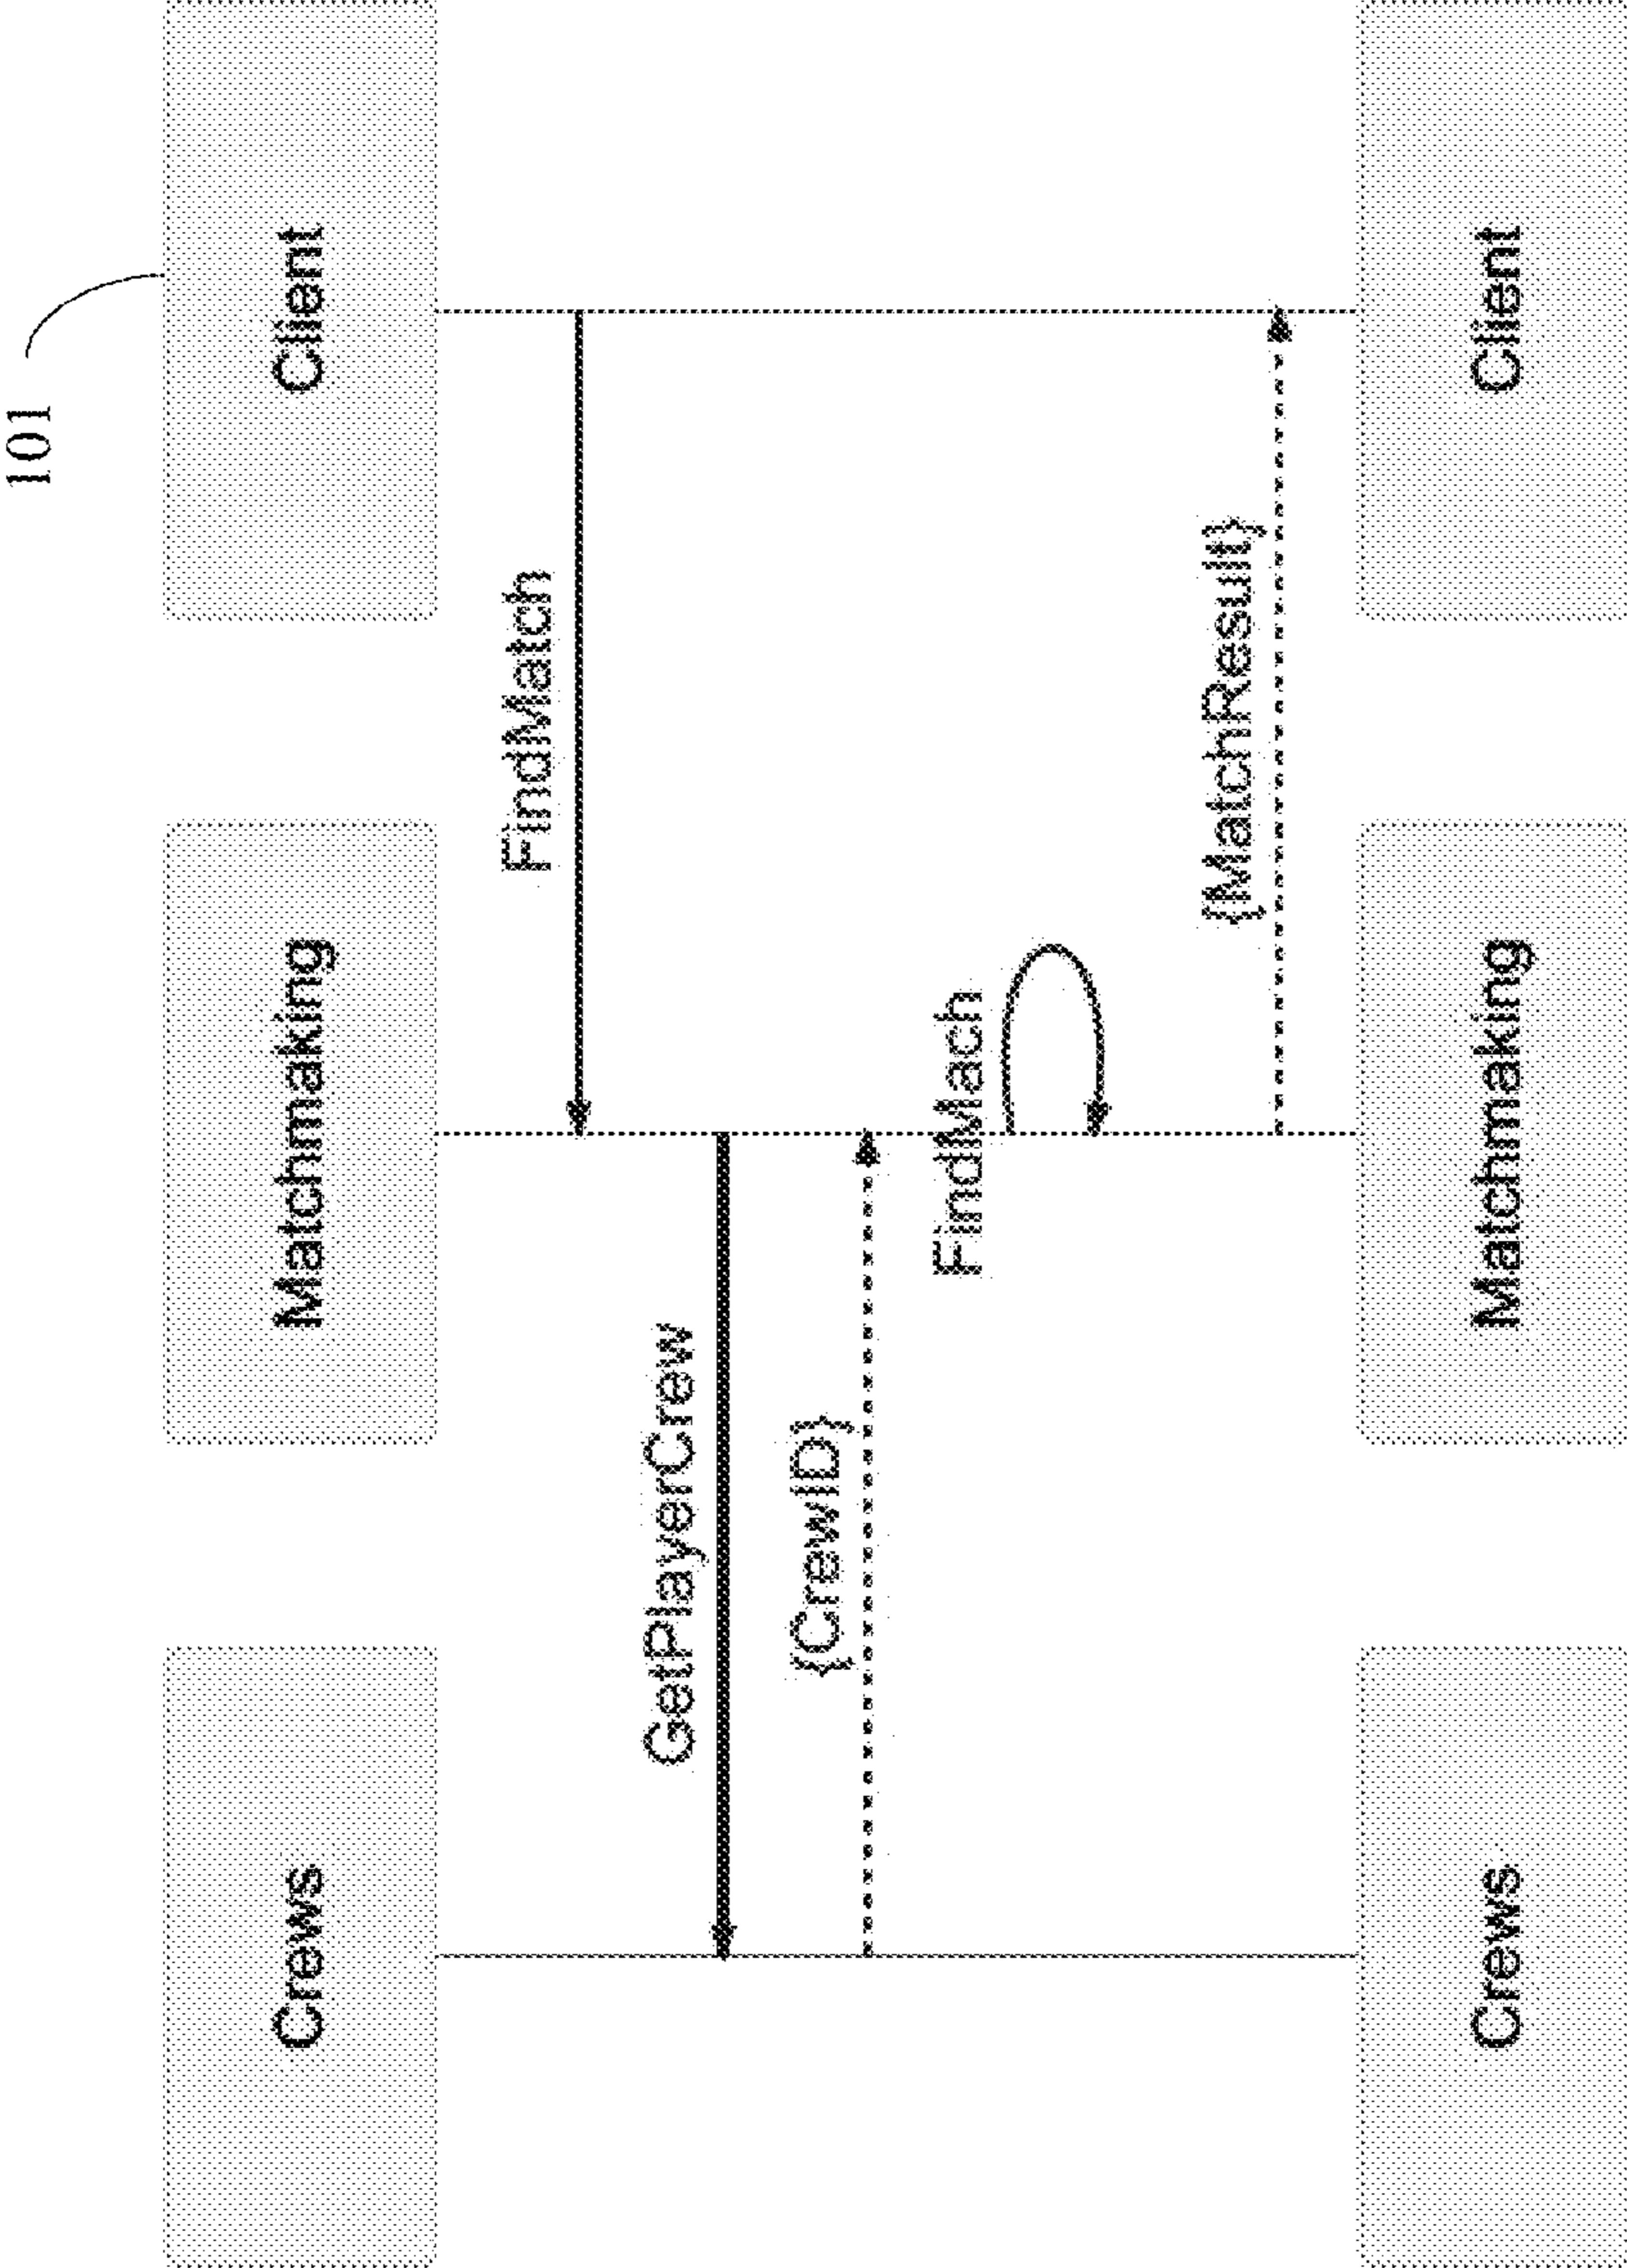 101
Crews
Matchmaking
Client
FindMatch
GetPlayerCrew
{CrewID}
FindMach
{MatchResult}
Crews
Matchmaking
Client